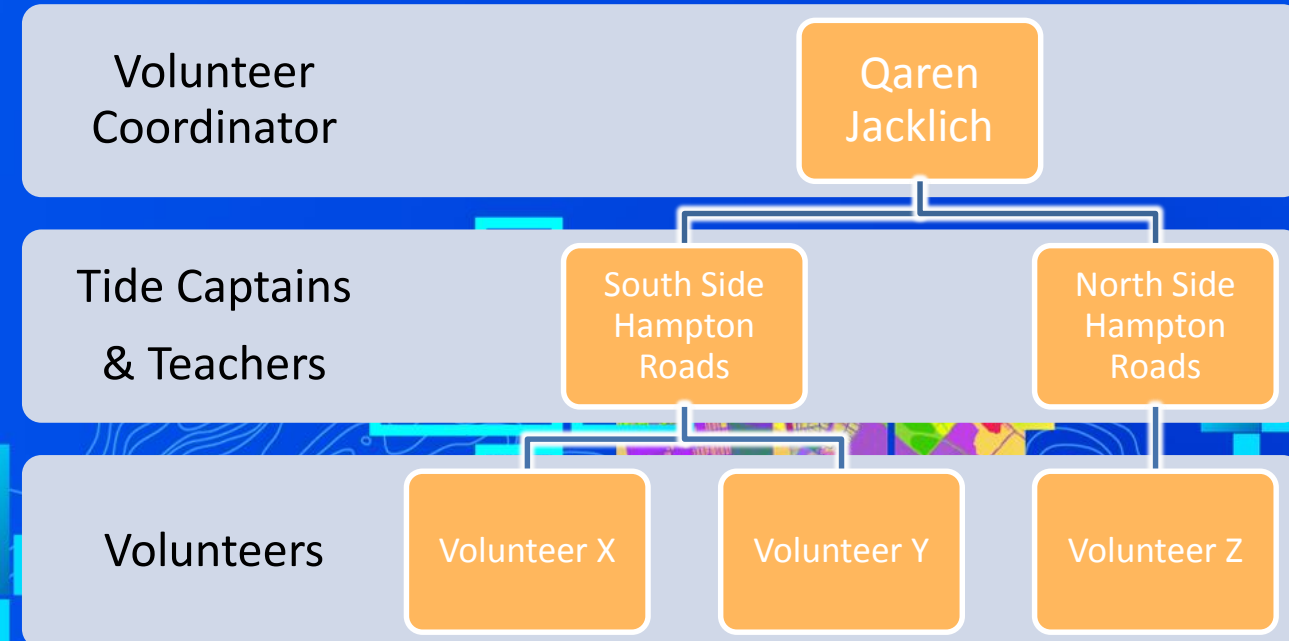 Volunteer
Coordinator
Qaren
Jacklich
Tide Captains
& Teachers
South Side
Hampton
Roads
North Side
Hampton
Roads
Volunteers
Volunteer X
Volunteer Y
Volunteer Z